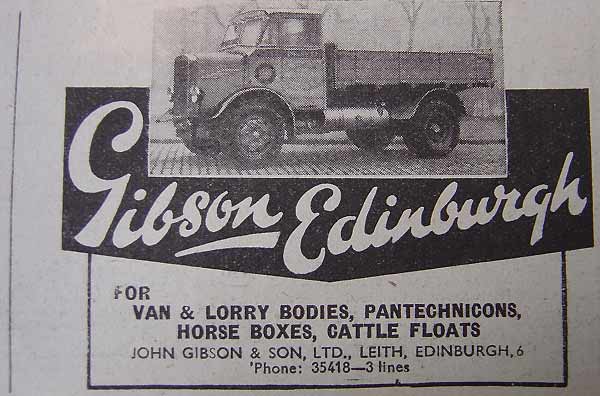 Gibson Edinburgh
FOR
VAN & LORRY BODIES, PANTECHNICONS,
HORSE BOXES, CATTLE FLOATS
JOHN GIBSON & SON, LTD., LEITH, EDINBURGH, 6
'Phone: 35418—3 lines